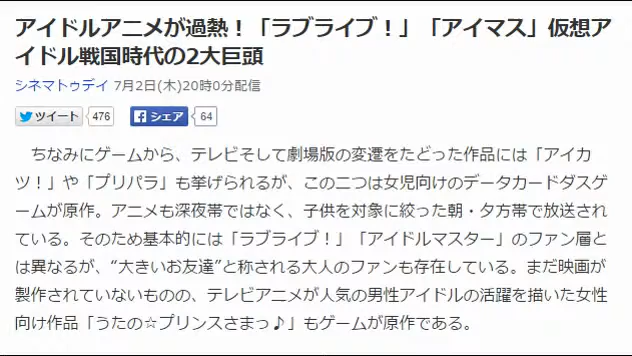 アイドルアニメが過熱！「ラブライブ！」「アイマス」仮想ア
イドル戦国時代の2大巨頭
シネマトゥデイ 7月2日(木)20時0分配信
ツイート 476 シェア 64
ちなみにゲームから、テレビそして劇場版の変遷をたどった作品には「アイカ
ツ！」や「プリパラ」も挙げられるが、この二つは女児向けのデータカードダスゲ
ームが原作。アニメも深夜帯ではなく、子供を対象に絞った朝・夕方帯で放送され
ている。そのため基本的には「ラブライブ！」「アイドルマスター」のファン層と
は異なるが、“大きいお友達”と称される大人のファンも存在している。まだ映画が
製作されていないものの、テレビアニメが人気の男性アイドルの活躍を描いた女性
向け作品「うたの☆プリンスさまっ♪」もゲームが原作である。